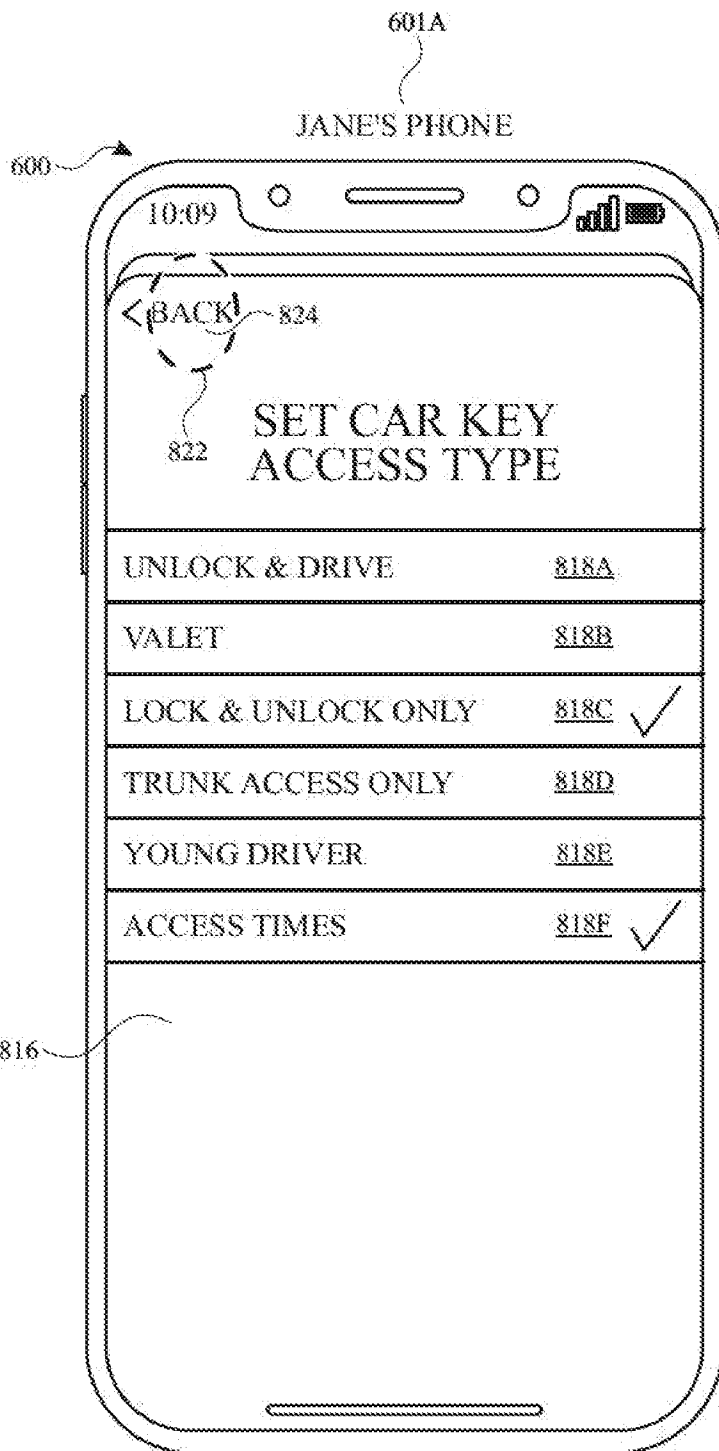 601A
JANE'S PHONE
600
10:09
<BACK 824
822
SET CAR KEY
ACCESS TYPE
UNLOCK & DRIVE 818A
VALET 818B
LOCK & UNLOCK ONLY 818C
TRUNK ACCESS ONLY 818D
YOUNG DRIVER 818E
ACCESS TIMES 818F
816